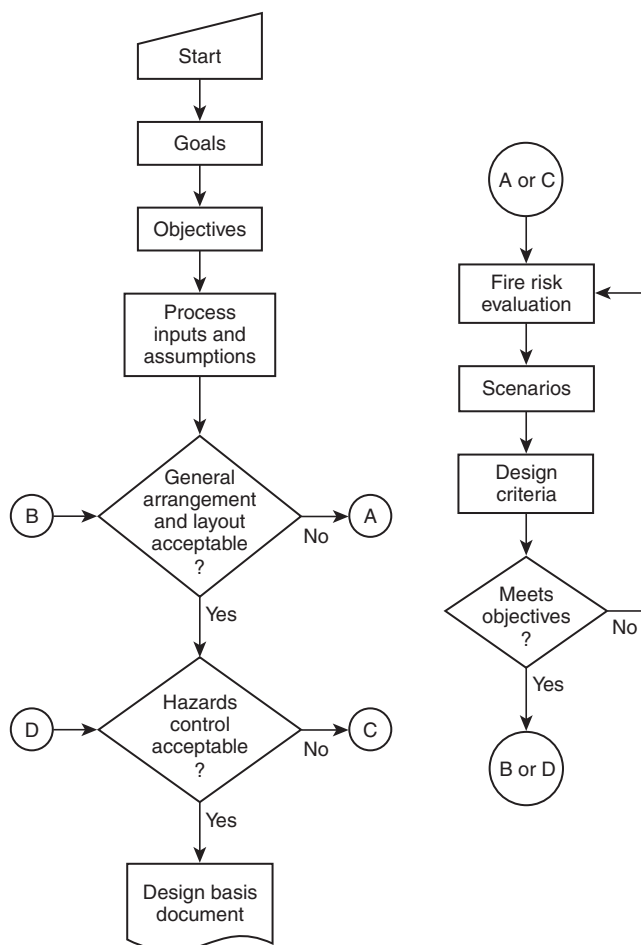 Start
Goals
Objectives
Process
inputs and
assumptions
General
arrangement
and layout
acceptable
?
B
No
A
Yes
Hazards
control
acceptable
?
D
No
C
Yes
Design basis
document
A or C
Fire risk
evaluation
Scenarios
Design
criteria
Meets
objectives
?
No
Yes
B or D